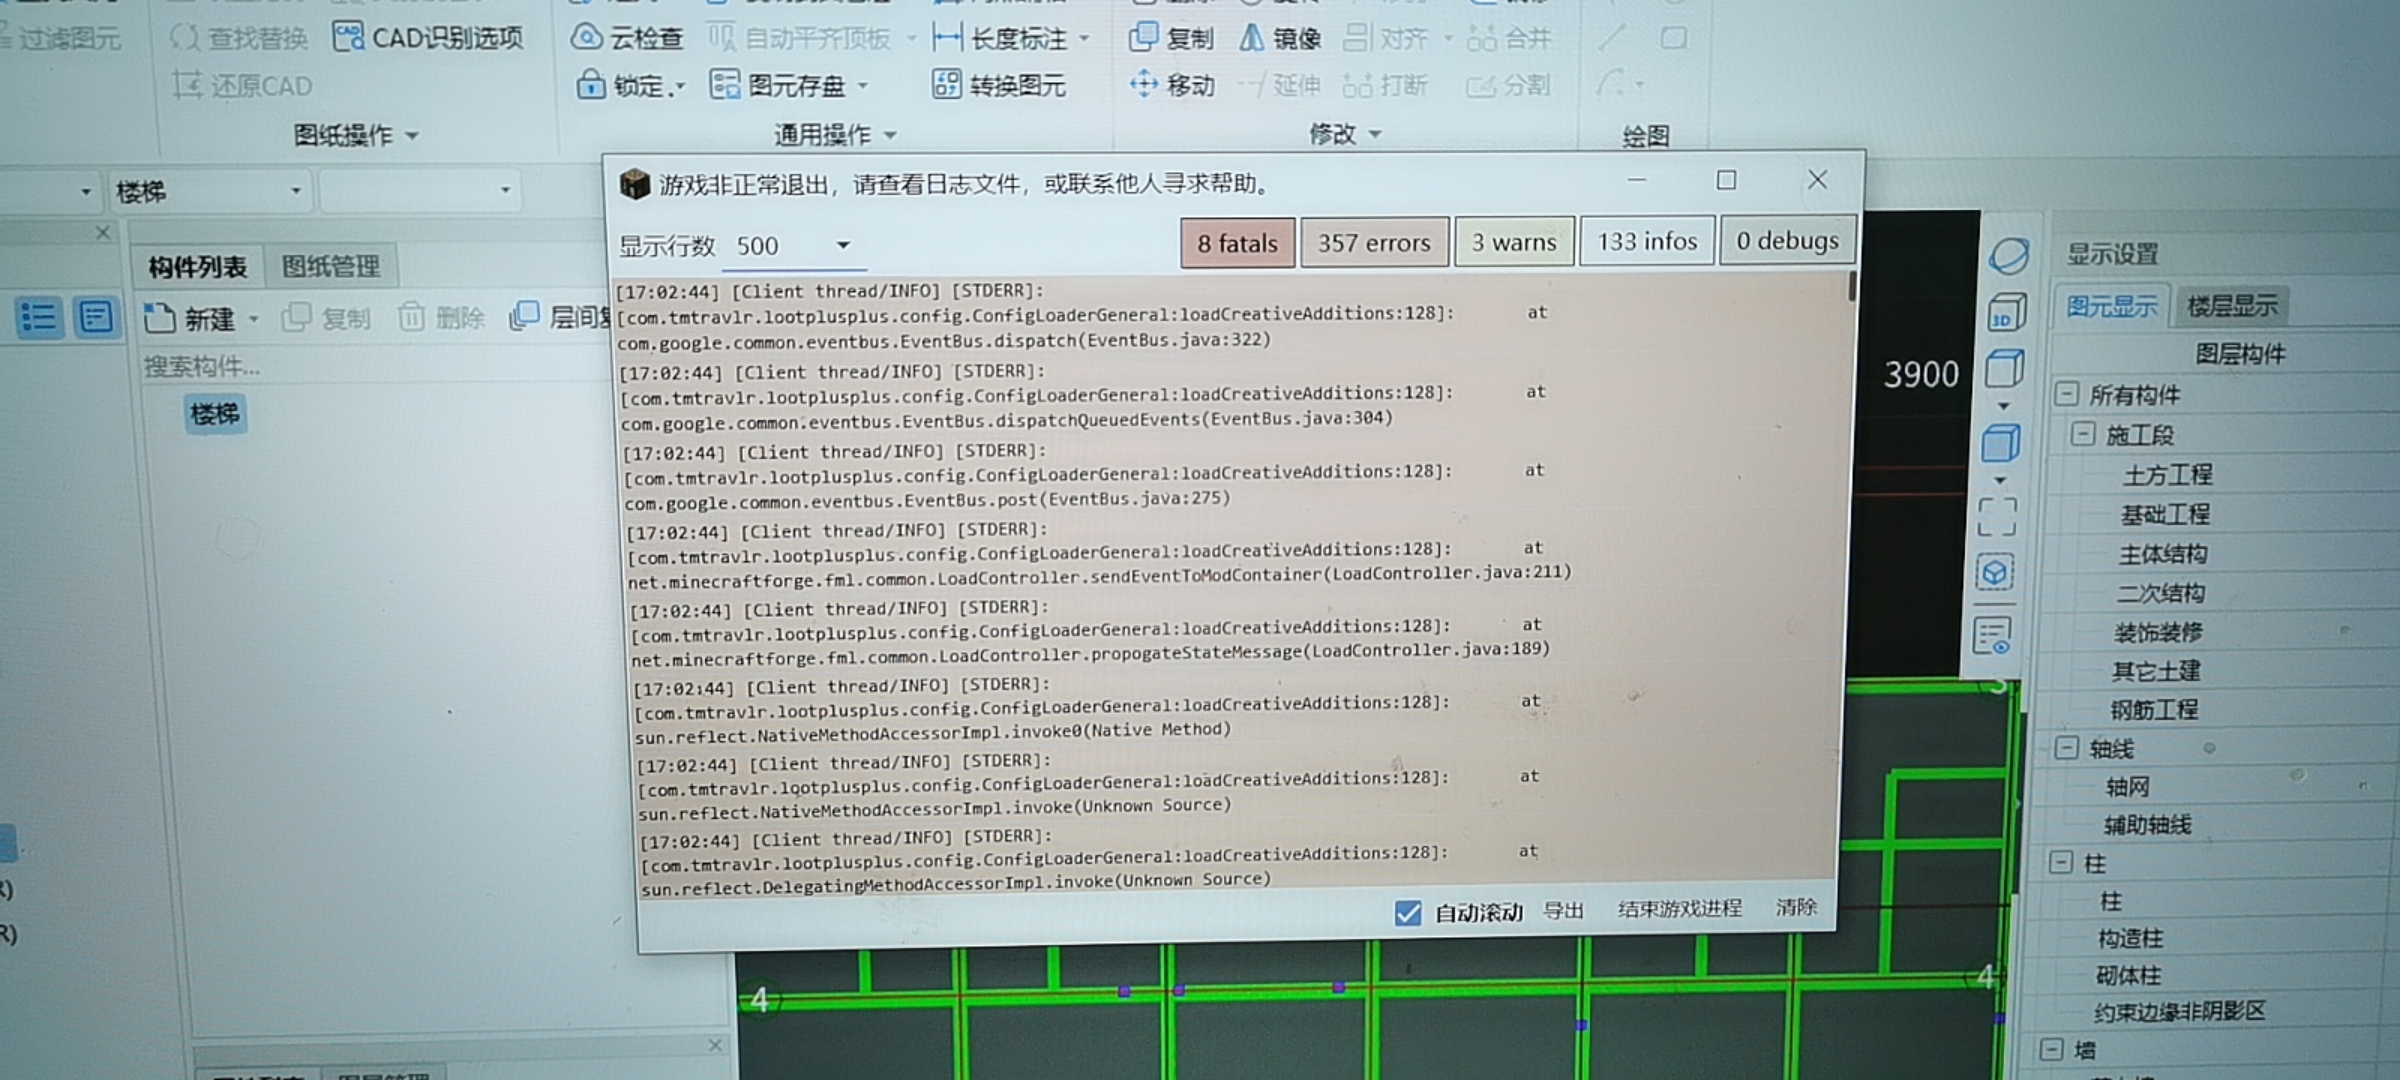 过滤图元
查找替换
CAD识别选项
云检查
自动平齐顶板
长度标注
复制
镜像
对齐
合并
还原CAD
锁定
图元存盘
转换图元
移动
延伸
打断
分割
图纸操作
通用操作
修改
绘图
楼梯
构件列表
图纸管理
新建
复制
删除
搜索构件...
楼梯
游戏非正常退出，请查看日志文件，或联系他人寻求帮助。
显示行数 500
8 fatals
357 errors
3 warns
133 infos
0 debugs
[17:02:44] [Client thread/INFO] [STDERR]:
[com.tmtravlr.lootplusplus.config.ConfigLoaderGeneral:loadCreativeAdditions:128]: at
com.google.common.eventbus.EventBus.dispatch(EventBus.java:322)
[17:02:44] [Client thread/INFO] [STDERR]:
[com.tmtravlr.lootplusplus.config.ConfigLoaderGeneral:loadCreativeAdditions:128]: at
com.google.common.eventbus.EventBus.dispatchQueuedEvents(EventBus.java:304)
[17:02:44] [Client thread/INFO] [STDERR]:
[com.tmtravlr.lootplusplus.config.ConfigLoaderGeneral:loadCreativeAdditions:128]: at
com.google.common.eventbus.EventBus.post(EventBus.java:275)
[17:02:44] [Client thread/INFO] [STDERR]:
[com.tmtravlr.lootplusplus.config.ConfigLoaderGeneral:loadCreativeAdditions:128]: at
net.minecraftforge.fml.common.LoadController.sendEventToModContainer(LoadController.java:211)
[17:02:44] [Client thread/INFO] [STDERR]:
[com.tmtravlr.lootplusplus.config.ConfigLoaderGeneral:loadCreativeAdditions:128]: at
net.minecraftforge.fml.common.LoadController.propogateStateMessage(LoadController.java:189)
[17:02:44] [Client thread/INFO] [STDERR]:
[com.tmtravlr.lootplusplus.config.ConfigLoaderGeneral:loadCreativeAdditions:128]: at
sun.reflect.NativeMethodAccessorImpl.invoke0(Native Method)
[17:02:44] [Client thread/INFO] [STDERR]:
[com.tmtravlr.lootplusplus.config.ConfigLoaderGeneral:loadCreativeAdditions:128]: at
sun.reflect.NativeMethodAccessorImpl.invoke(Unknown Source)
[17:02:44] [Client thread/INFO] [STDERR]:
[com.tmtravlr.lootplusplus.config.ConfigLoaderGeneral:loadCreativeAdditions:128]: at
sun.reflect.DelegatingMethodAccessorImpl.invoke(Unknown Source)
自动滚动
导出
结束游戏进程
清除
3900
3D
4
4
显示设置
图元显示
楼层显示
图层构件
所有构件
施工段
土方工程
基础工程
主体结构
二次结构
装饰装修
其它土建
钢筋工程
轴线
轴网
辅助轴线
柱
柱
构造柱
砌体柱
约束边缘非阴影区
墙